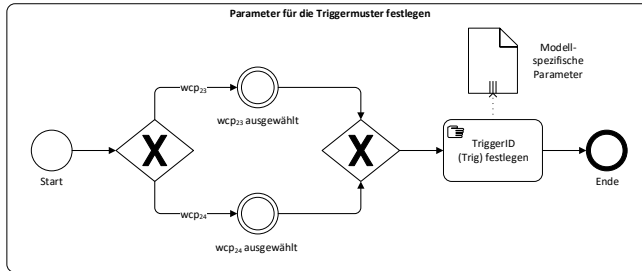 Parameter für die Triggermuster festlegen
Modell-
spezifische
Parameter
wcp₂₃
wcp₂₃ ausgewählt
X
X
TriggerID
(Trig) festlegen
Start
Ende
wcp₂₄
wcp₂₄ ausgewählt